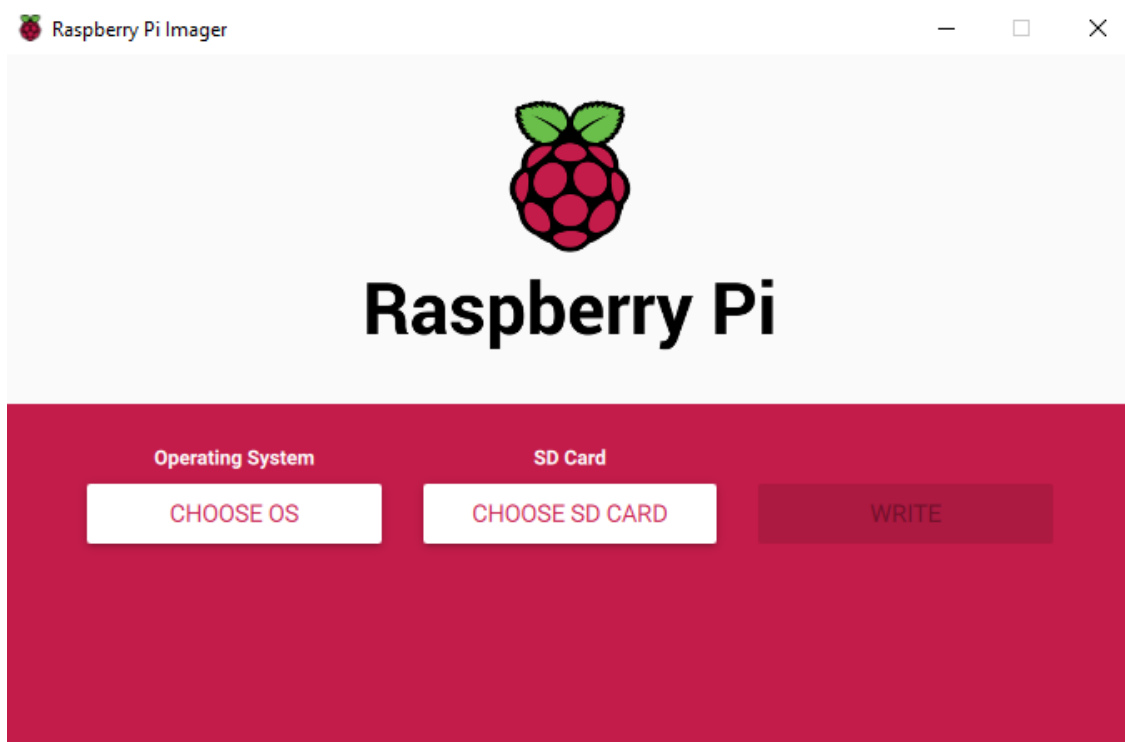 Raspberry Pi Imager
Raspberry Pi
Operating System
SD Card
CHOOSE OS
CHOOSE SD CARD
WRITE